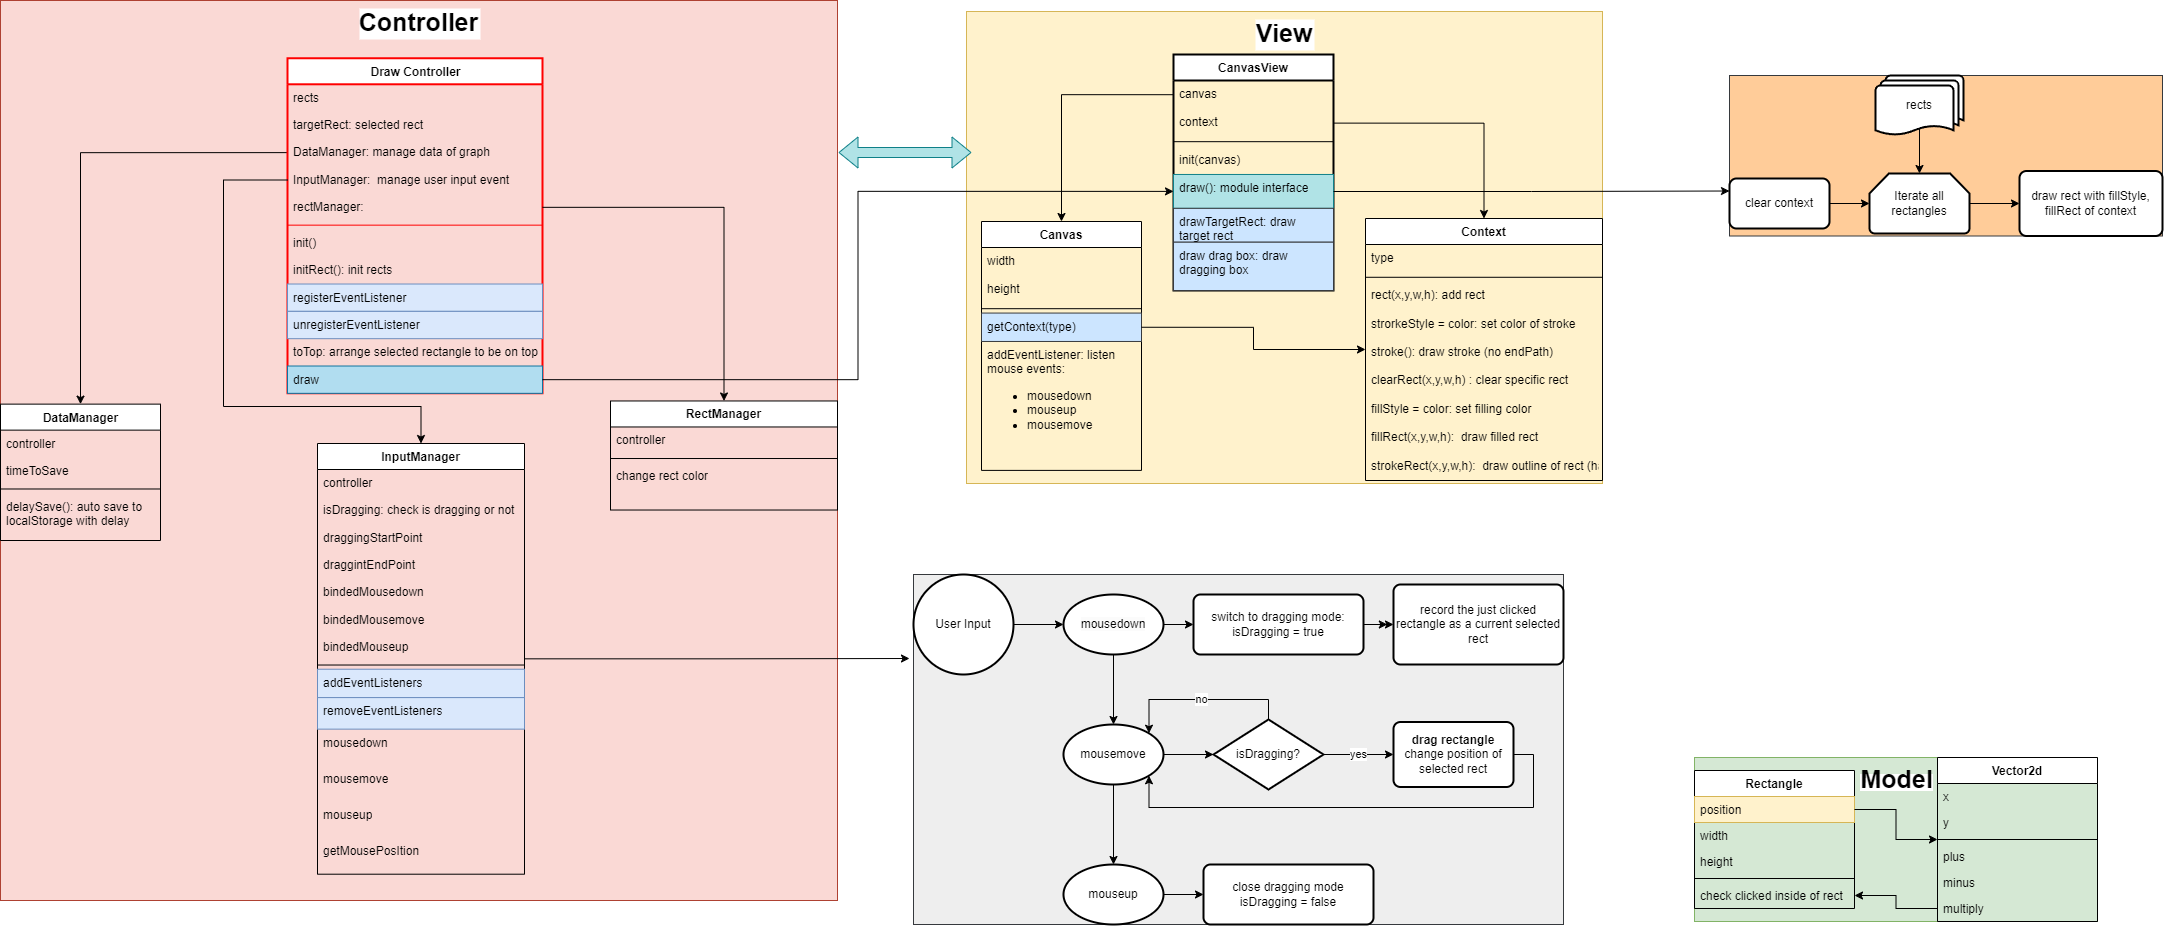 Controller
Draw Controller
rects
targetRect: selected rect
DataManager: manage data of graph
InputManager:  manage user input event
rectManager:
init()
initRect(): init rects
registerEventListener
unregisterEventListener
toTop: arrange selected rectangle to be on top
draw
DataManager
controller
timeToSave
delaySave(): auto save to
localStorage with delay
InputManager
controller
isDragging: check is dragging or not
draggingStartPoint
draggintEndPoint
bindedMousedown
bindedMousemove
bindedMouseup
addEventListeners
removeEventListeners
mousedown
mousemove
mouseup
getMousePosItion
RectManager
controller
change rect color
View
CanvasView
canvas
context
init(canvas)
draw(): module interface
drawTargetRect: draw
target rect
draw drag box: draw
dragging box
Canvas
width
height
getContext(type)
addEventListener: listen
mouse events:
• mousedown
• mouseup
• mousemove
Context
type
rect(x,y,w,h): add rect
strorkeStyle = color: set color of stroke
stroke(): draw stroke (no endPath)
clearRect(x,y,w,h) : clear specific rect
fillStyle = color: set filling color
fillRect(x,y,w,h):  draw filled rect
strokeRect(x,y,w,h):  draw outline of rect (h
rects
clear context
Iterate all
rectangles
draw rect with fillStyle,
fillRect of context
User Input
mousedown
switch to dragging mode:
isDragging = true
record the just clicked
rectangle as a current selected
rect
no
mousemove
isDragging?
yes
drag rectangle
change position of
selected rect
mouseup
close dragging mode
isDragging = false
Model
Rectangle
position
width
height
check clicked inside of rect
Vector2d
x
y
plus
minus
multiply